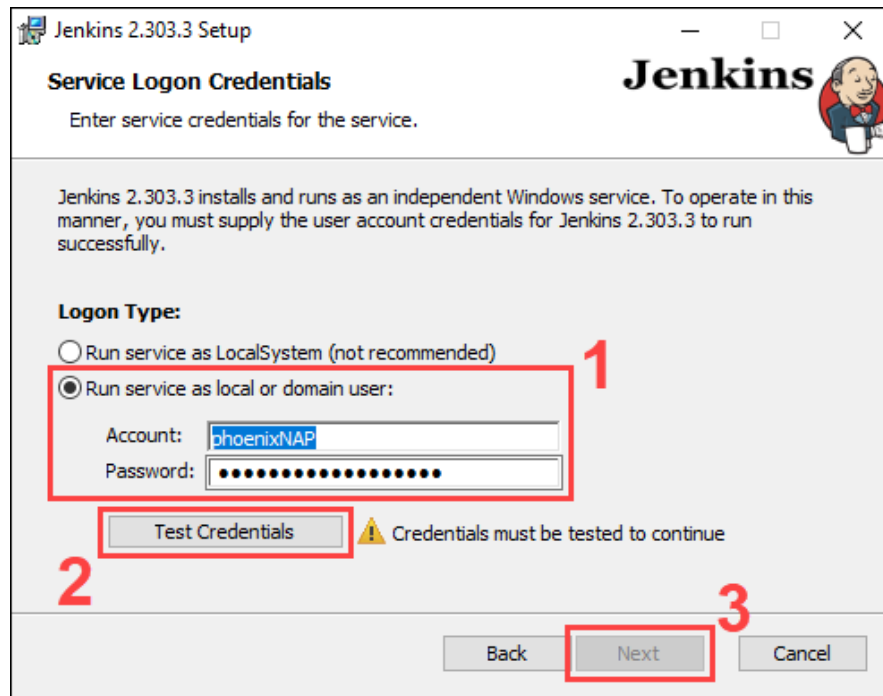 Jenkins 2.303.3 Setup
Service Logon Credentials
Jenkins
Enter service credentials for the service.
Jenkins 2.303.3 installs and runs as an independent Windows service. To operate in this
manner, you must supply the user account credentials for Jenkins 2.303.3 to run
successfully.
Logon Type:
Run service as LocalSystem (not recommended)
1
Run service as local or domain user:
Account: phoenixNAP
Password: ●●●●●●●●●●●●●●●●●●
Test Credentials Credentials must be tested to continue
2
3
Back Next Cancel